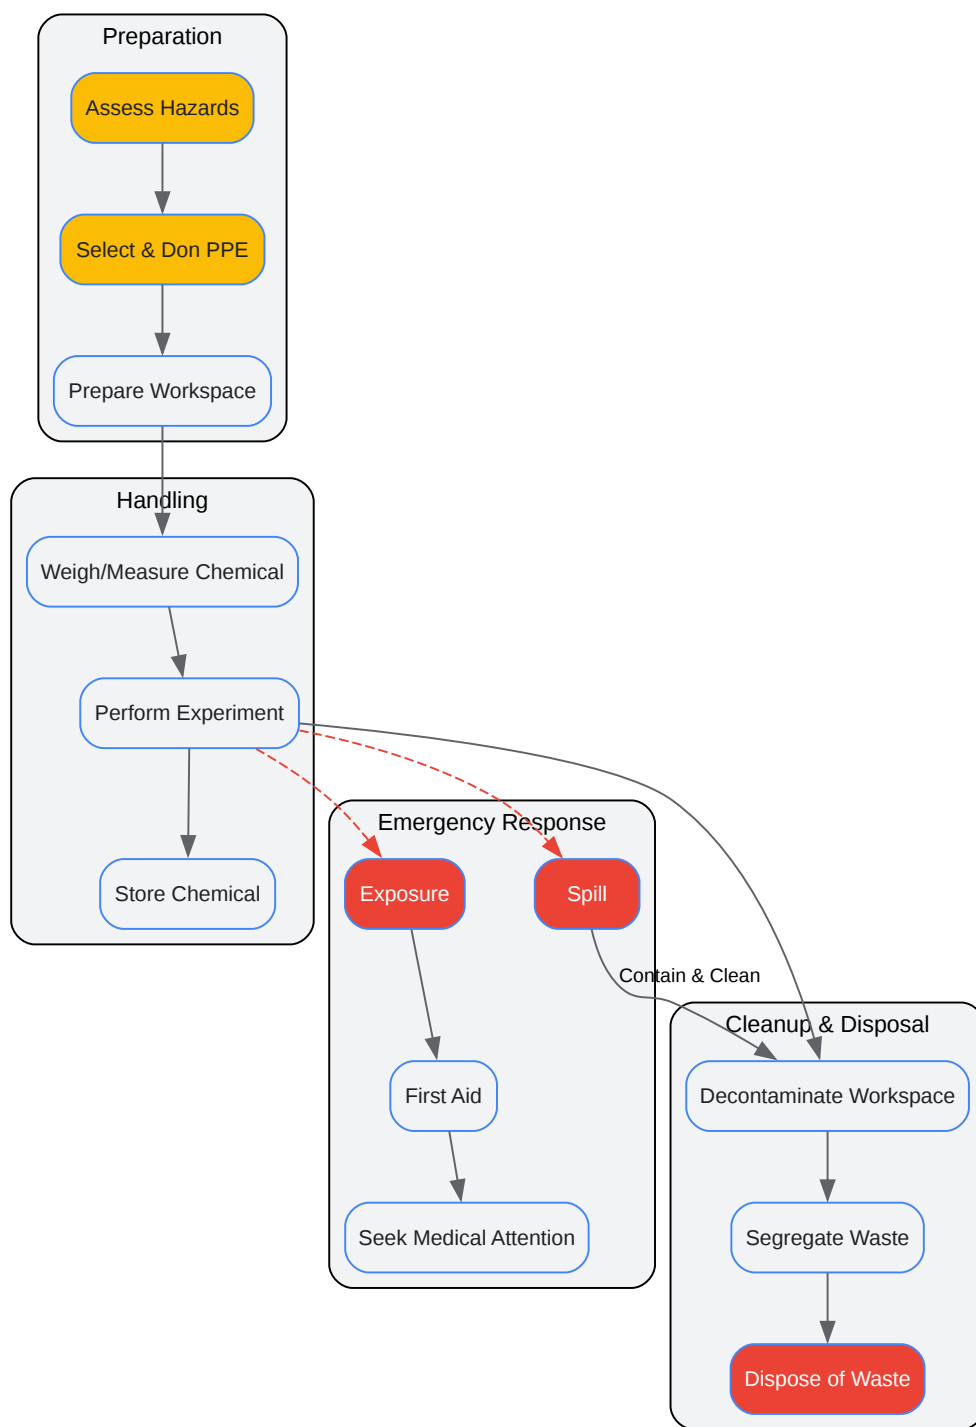 Preparation
Assess Hazards
Select & Don PPE
Prepare Workspace
Handling
Weigh/Measure Chemical
Perform Experiment
Store Chemical
Emergency Response
Exposure
Spill
Contain & Clean
First Aid
Seek Medical Attention
Cleanup & Disposal
Decontaminate Workspace
Segregate Waste
Dispose of Waste